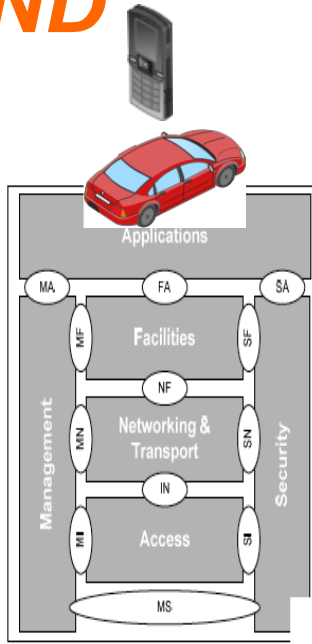 ND
Applications
MA
FA
SA
MF
Facilities
SF
NF
Management
MN
Networking &
Transport
SN
Security
IN
MI
Access
SI
MS